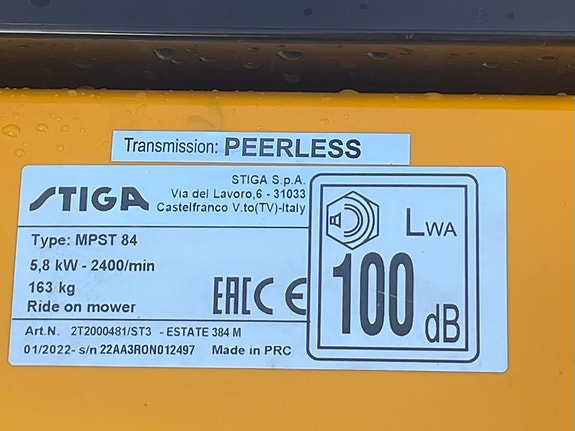 Transmission: PEERLESS
STIGA
STIGA S.p.A.
Via del Lavoro,6 - 31033
Castelfranco V.to(TV)-Italy
Type: MPST 84
5,8 kW - 2400/min
163 kg
Ride on mower
EAC CE
LWA
100 dB
Art.N. 2T2000481/ST3 - ESTATE 384 M
01/2022- s/n 22AA3RON012497 Made in PRC